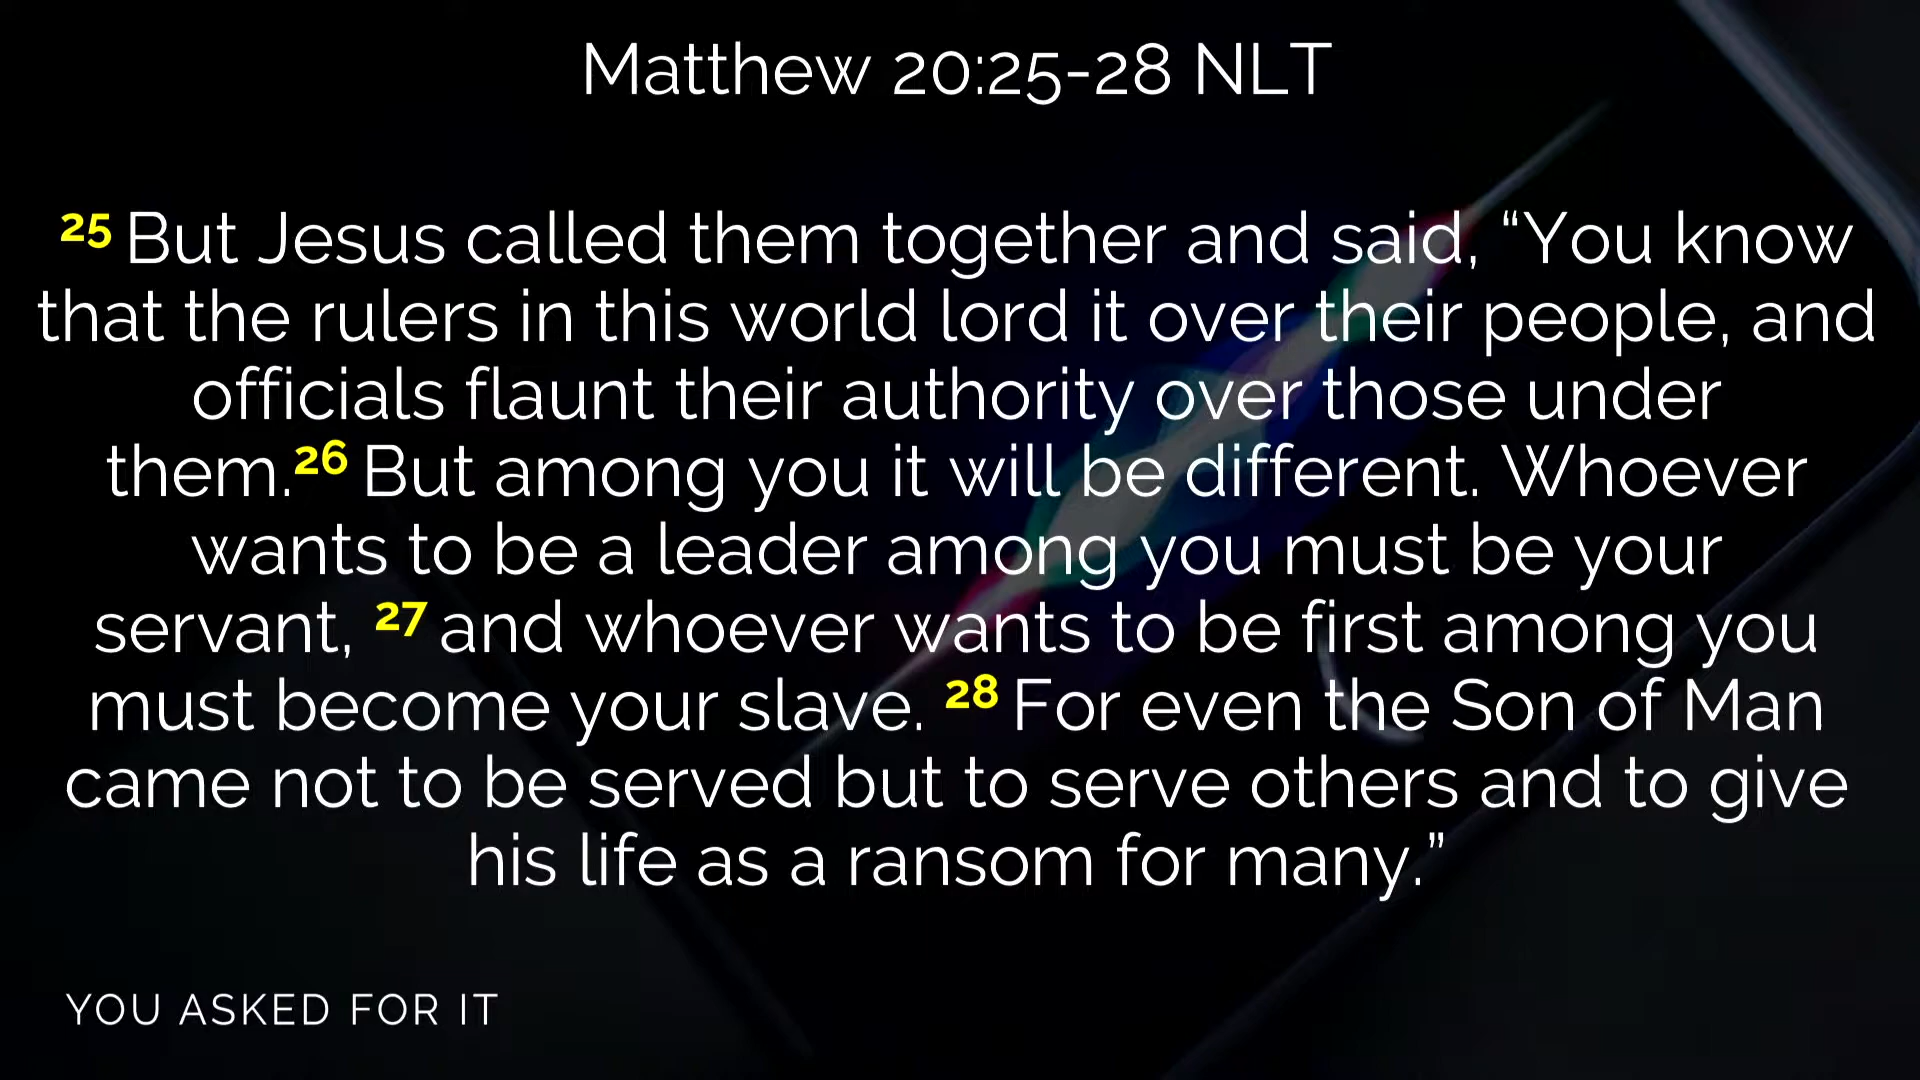 Matthew 20:25-28 NLT
25 But Jesus called them together and said, “You know
that the rulers in this world lord it over their people, and
officials flaunt their authority over those under
them.26 But among you it will be different. Whoever
wants to be a leader among you must be your
servant, 27 and whoever wants to be first among you
must become your slave. 28 For even the Son of Man
came not to be served but to serve others and to give
his life as a ransom for many.”
YOU ASKED FOR IT